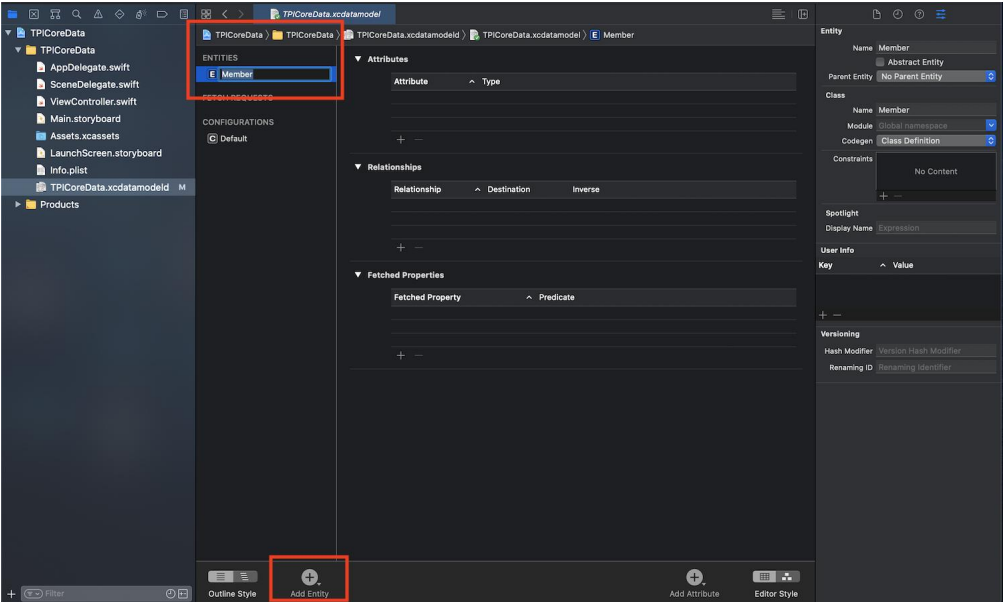 TPICoreData.xcdatamodel
TPICoreData
TPICoreData
AppDelegate.swift
SceneDelegate.swift
ViewController.swift
Main.storyboard
Assets.xcassets
LaunchScreen.storyboard
Info.plist
TPICoreData.xcdatamodeld M
Products
Filter
TPICoreData 〉 TPICoreData 〉 TPICoreData.xcdatamodeld 〉 TPICoreData.xcdatamodel 〉 E Member
ENTITIES
E Member
FETCH REQUESTS
CONFIGURATIONS
C Default
Attributes
Attribute Type
Relationships
Relationship Destination Inverse
Fetched Properties
Fetched Property Predicate
Outline Style Add Entity Add Attribute Editor Style
Entity
Name Member
Abstract Entity
Parent Entity No Parent Entity
Class
Name Member
Module Global namespace
Codegen Class Definition
Constraints
No Content
Spotlight
Display Name Expression
User Info
Key Value
Versioning
Hash Modifier Version Hash Modifier
Renaming ID Renaming Identifier